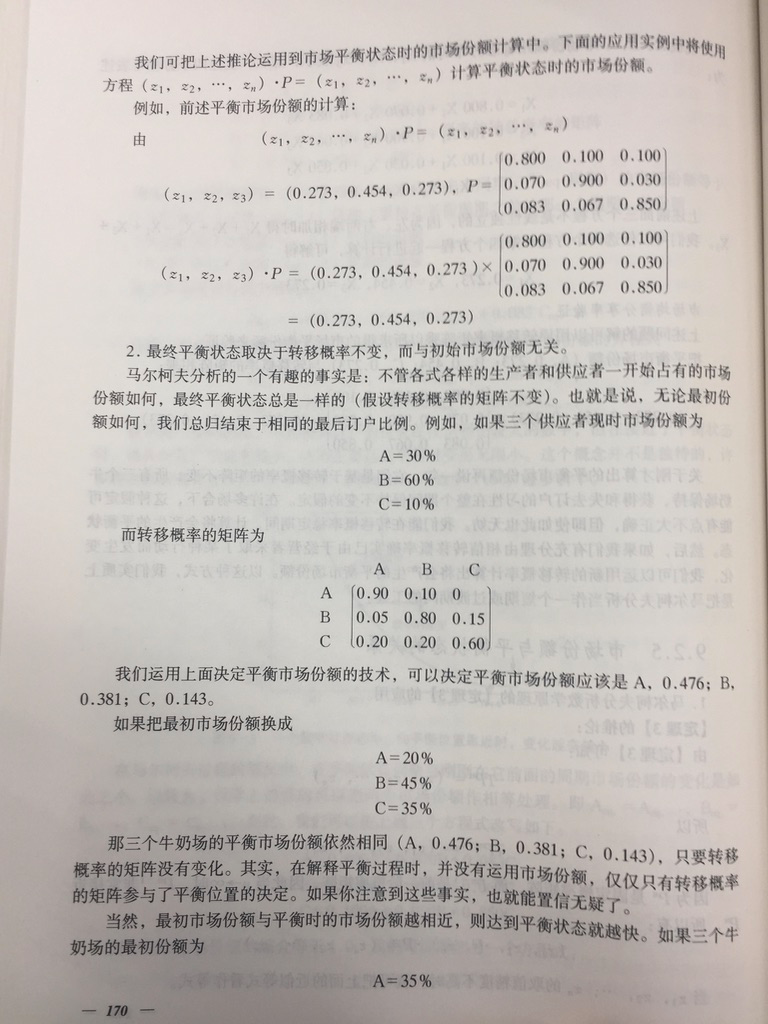 我们可把上述推论运用到市场平衡状态时的市场份额计算中。下面的应用实例中将使用
方程（z₁，z₂，…，zₙ）·P＝（z₁，z₂，…，zₙ）计算平衡状态时的市场份额。
例如，前述平衡市场份额的计算：
由 （z₁，z₂，…，zₙ）·P＝（z₁，z₂，…，zₙ）
（z₁，z₂，z₃）＝（0.273，0.454，0.273），P＝
0.800 0.100 0.100
0.070 0.900 0.030
0.083 0.067 0.850
（z₁，z₂，z₃）·P ＝（0.273，0.454，0.273）×
0.800 0.100 0.100
0.070 0.900 0.030
0.083 0.067 0.850
＝（0.273，0.454，0.273）
2．最终平衡状态取决于转移概率不变，而与初始市场份额无关。
马尔柯夫分析的一个有趣的事实是：不管各式各样的生产者和供应者一开始占有的市场
份额如何，最终平衡状态总是一样的（假设转移概率的矩阵不变）。也就是说，无论最初份
额如何，我们总归结束于相同的最后订户比例。例如，如果三个供应者现时市场份额为
A＝30%
B＝60%
C＝10%
而转移概率的矩阵为
A B C
A 0.90 0.10 0
B 0.05 0.80 0.15
C 0.20 0.20 0.60
我们运用上面决定平衡市场份额的技术，可以决定平衡市场份额应该是 A，0.476；B，
0.381；C，0.143。
如果把最初市场份额换成
A＝20%
B＝45%
C＝35%
那三个牛奶场的平衡市场份额依然相同（A，0.476；B，0.381；C，0.143），只要转移
概率的矩阵没有变化。其实，在解释平衡过程时，并没有运用市场份额，仅仅只有转移概率
的矩阵参与了平衡位置的决定。如果你注意到这些事实，也就能置信无疑了。
当然，最初市场份额与平衡时的市场份额越相近，则达到平衡状态就越快。如果三个牛
奶场的最初份额为
A＝35%
— 170 —